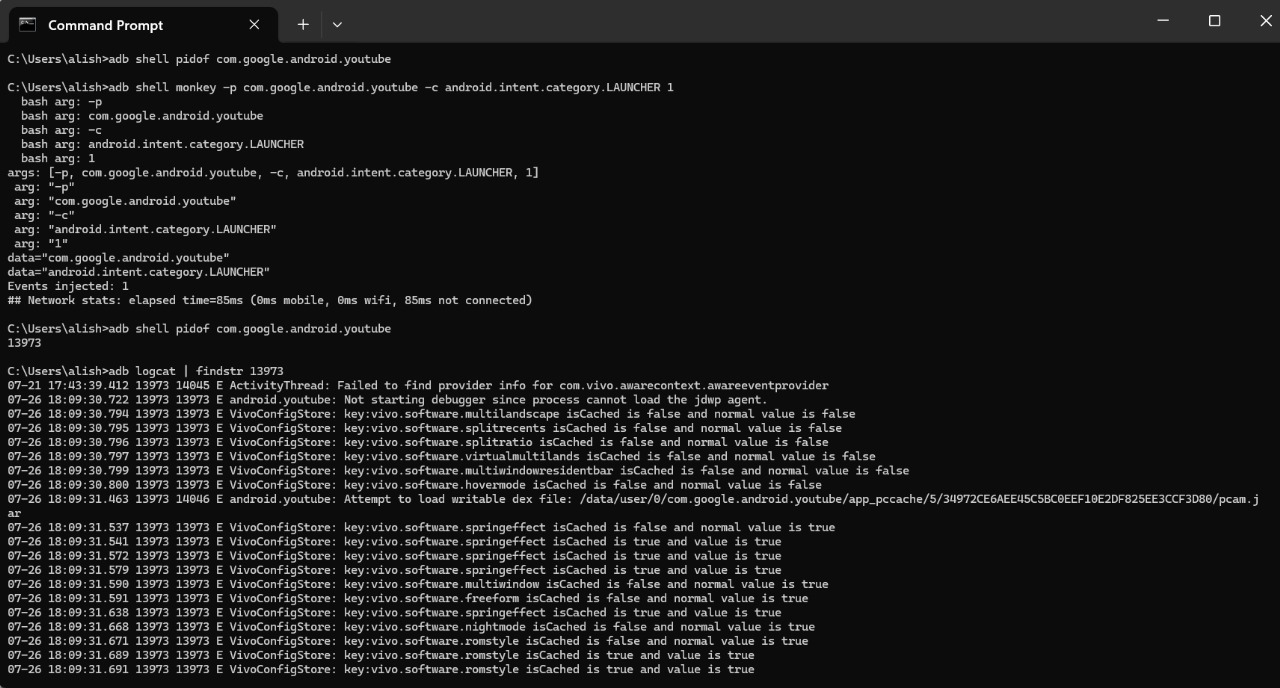 Command Prompt
C:\Users\alish>adb shell pidof com.google.android.youtube
C:\Users\alish>adb shell monkey -p com.google.android.youtube -c android.intent.category.LAUNCHER 1
bash arg: -p
bash arg: com.google.android.youtube
bash arg: -c
bash arg: android.intent.category.LAUNCHER
bash arg: 1
args: [-p, com.google.android.youtube, -c, android.intent.category.LAUNCHER, 1]
arg: "-p"
arg: "com.google.android.youtube"
arg: "-c"
arg: "android.intent.category.LAUNCHER"
arg: "1"
data="com.google.android.youtube"
data="android.intent.category.LAUNCHER"
Events injected: 1
## Network stats: elapsed time=85ms (0ms mobile, 0ms wifi, 85ms not connected)
C:\Users\alish>adb shell pidof com.google.android.youtube
13973
C:\Users\alish>adb logcat | findstr 13973
07-21 17:43:39.412 13973 14045 E ActivityThread: Failed to find provider info for com.vivo.awarecontext.awareeventprovider
07-26 18:09:30.722 13973 13973 E android.youtube: Not starting debugger since process cannot load the jdwp agent.
07-26 18:09:30.794 13973 13973 E VivoConfigStore: key:vivo.software.multilandscape isCached is false and normal value is false
07-26 18:09:30.795 13973 13973 E VivoConfigStore: key:vivo.software.splitrecents isCached is false and normal value is false
07-26 18:09:30.796 13973 13973 E VivoConfigStore: key:vivo.software.splitratio isCached is false and normal value is false
07-26 18:09:30.797 13973 13973 E VivoConfigStore: key:vivo.software.virtualmultilands isCached is false and normal value is false
07-26 18:09:30.799 13973 13973 E VivoConfigStore: key:vivo.software.multiwindowresidentbar isCached is false and normal value is false
07-26 18:09:30.800 13973 13973 E VivoConfigStore: key:vivo.software.hovermode isCached is false and normal value is false
07-26 18:09:31.463 13973 14046 E android.youtube: Attempt to load writable dex file: /data/user/0/com.google.android.youtube/app_pccache/5/34972CE6AEE45C5BC0EEF10E2DF825EE3CCF3D80/pcam.j
ar
07-26 18:09:31.537 13973 13973 E VivoConfigStore: key:vivo.software.springeffect isCached is false and normal value is true
07-26 18:09:31.541 13973 13973 E VivoConfigStore: key:vivo.software.springeffect isCached is true and value is true
07-26 18:09:31.572 13973 13973 E VivoConfigStore: key:vivo.software.springeffect isCached is true and value is true
07-26 18:09:31.579 13973 13973 E VivoConfigStore: key:vivo.software.springeffect isCached is true and value is true
07-26 18:09:31.590 13973 13973 E VivoConfigStore: key:vivo.software.multiwindow isCached is false and normal value is true
07-26 18:09:31.591 13973 13973 E VivoConfigStore: key:vivo.software.freeform isCached is false and normal value is true
07-26 18:09:31.638 13973 13973 E VivoConfigStore: key:vivo.software.springeffect isCached is true and value is true
07-26 18:09:31.668 13973 13973 E VivoConfigStore: key:vivo.software.nightmode isCached is false and normal value is true
07-26 18:09:31.671 13973 13973 E VivoConfigStore: key:vivo.software.romstyle isCached is false and normal value is true
07-26 18:09:31.689 13973 13973 E VivoConfigStore: key:vivo.software.romstyle isCached is true and value is true
07-26 18:09:31.691 13973 13973 E VivoConfigStore: key:vivo.software.romstyle isCached is true and value is true